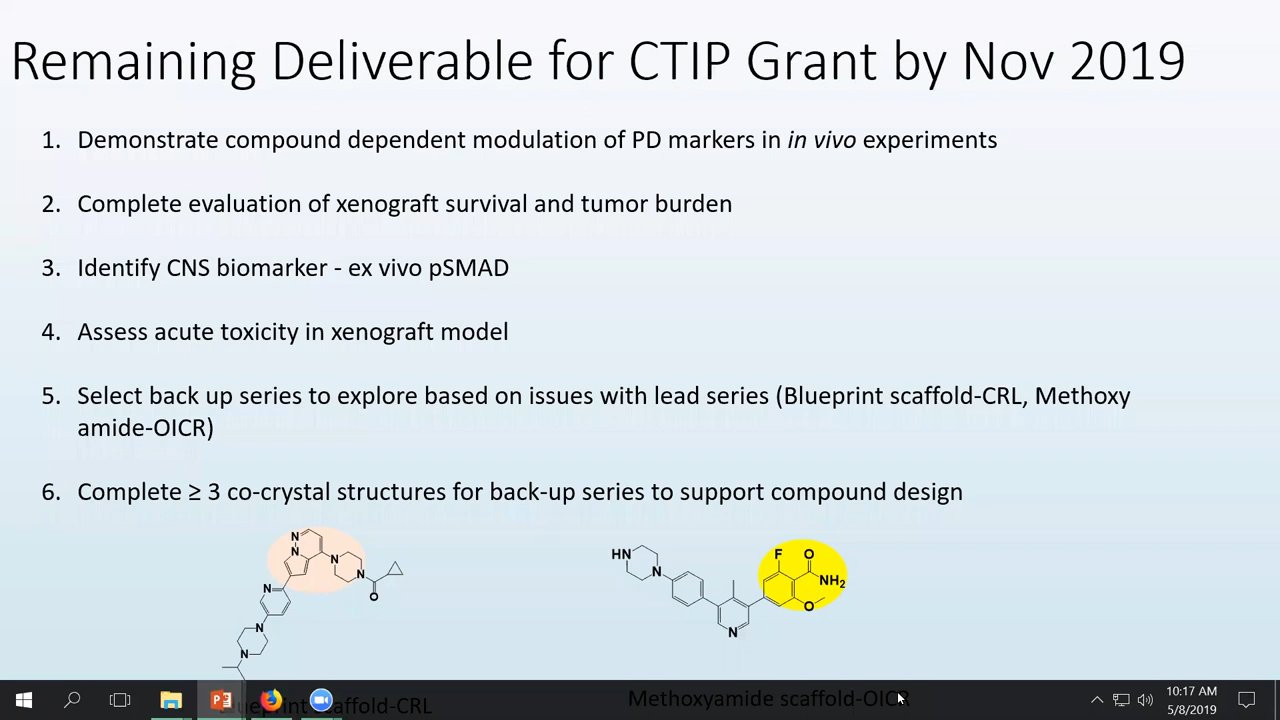 Remaining Deliverable for CTIP Grant by Nov 2019
1. Demonstrate compound dependent modulation of PD markers in in vivo experiments
2. Complete evaluation of xenograft survival and tumor burden
3. Identify CNS biomarker - ex vivo pSMAD
4. Assess acute toxicity in xenograft model
5. Select back up series to explore based on issues with lead series (Blueprint scaffold-CRL, Methoxy
amide-OICR)
6. Complete ≥ 3 co-crystal structures for back-up series to support compound design
N
N
N
N
O
N
N
N
HN
N
N
F
O
NH2
O
Blueprint scaffold-CRL
Methoxyamide scaffold-OICR
10:17 AM
5/8/2019